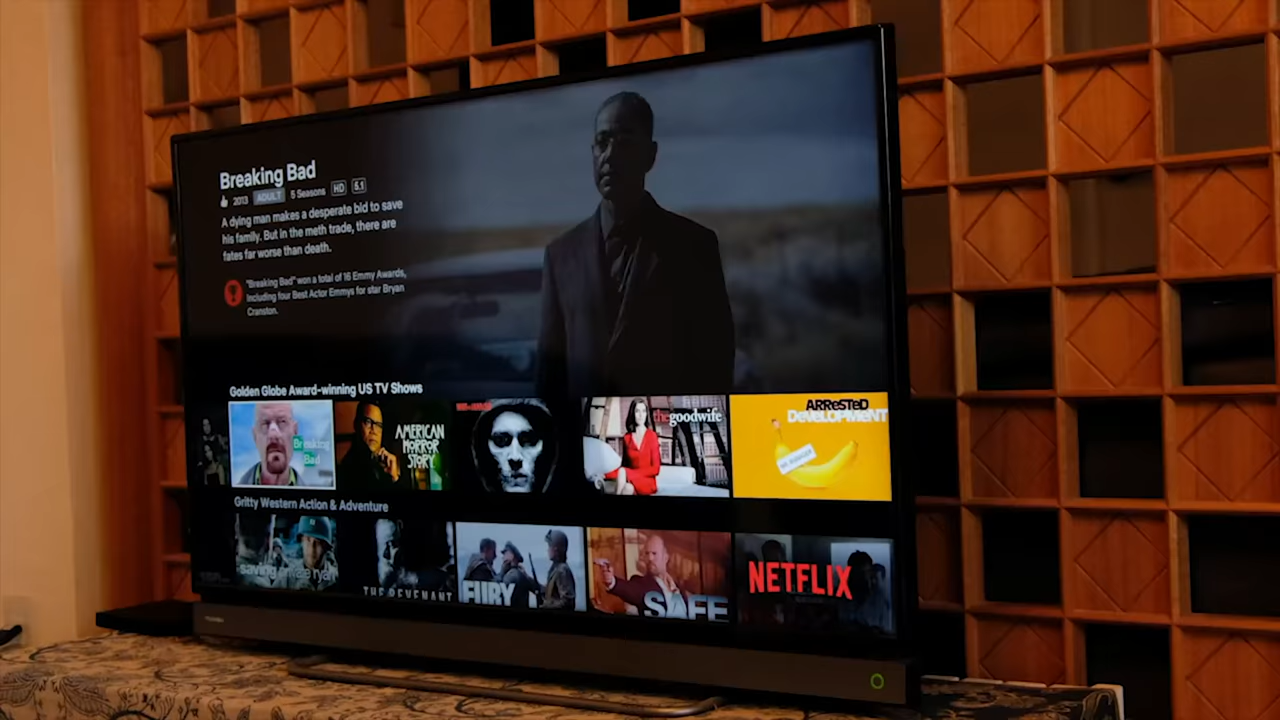 Breaking Bad
2013 ADULT 5 Seasons HD 5.1
A dying man makes a desperate bid to save
his family. But in the meth trade, there are
fates far worse than death.
"Breaking Bad" won a total of 16 Emmy Awards,
including four Best Actor Emmys for star Bryan
Cranston.
Golden Globe Award-winning US TV Shows
Breaking
Bad
AMERICAN
HORROR
STORY
thegoodwife
ARReSTeD
DeVeLOPMENT
Gritty Western Action & Adventure
saving private ryan
THE REVENANT
FURY
SAFE
NETFLIX